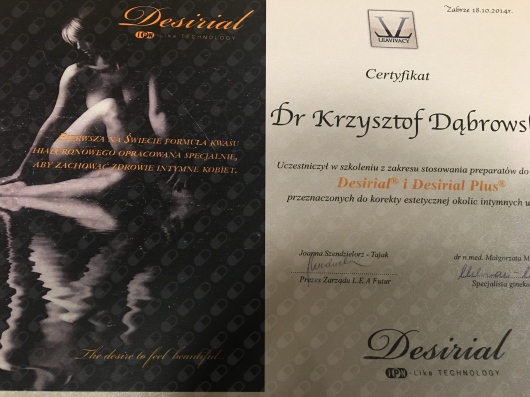 Desirial
IPN-Like TECHNOLOGY
PIERWSZA NA ŚWIECIE FORMUŁA KWASU
HIALURONOWEGO OPRACOWANA SPECJALNIE,
ABY ZACHOWAĆ ZDROWIE INTYMNE KOBIET.
The desire to feel beautiful
Zabrze 18.10.2014r.
LEAVIVACY
Certyfikat
Dr Krzysztof Dąbrows
Uczestniczył w szkoleniu z zakresu stosowania preparatów do
Desirial® i Desirial Plus®
przeznaczonych do korekty estetycznej okolic intymnych u
Joanna Szendzielorz - Tajak
dr n.med. Małgorzata M
Prezes Zarządu L.E.A Futur
Specjalista gineko
Desirial
IPN-Like TECHNOLOGY